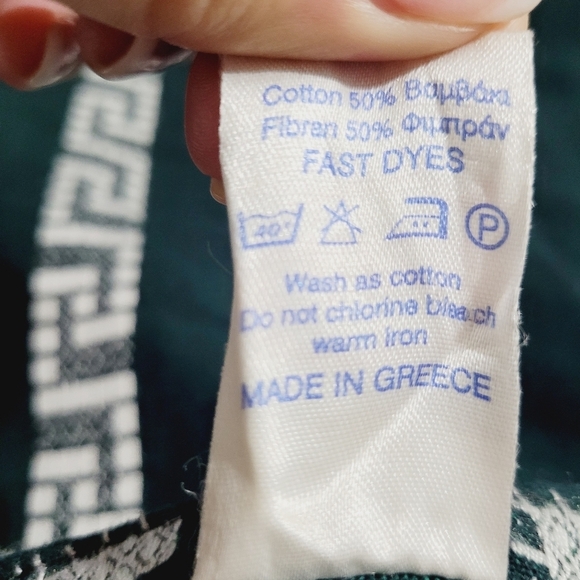 Cotton 50% Βαμβάκι
Fibran 50% Φιμπράν
FAST DYES
40° P
Wash as cotton
Do not chlorine bleach
warm iron
MADE IN GREECE